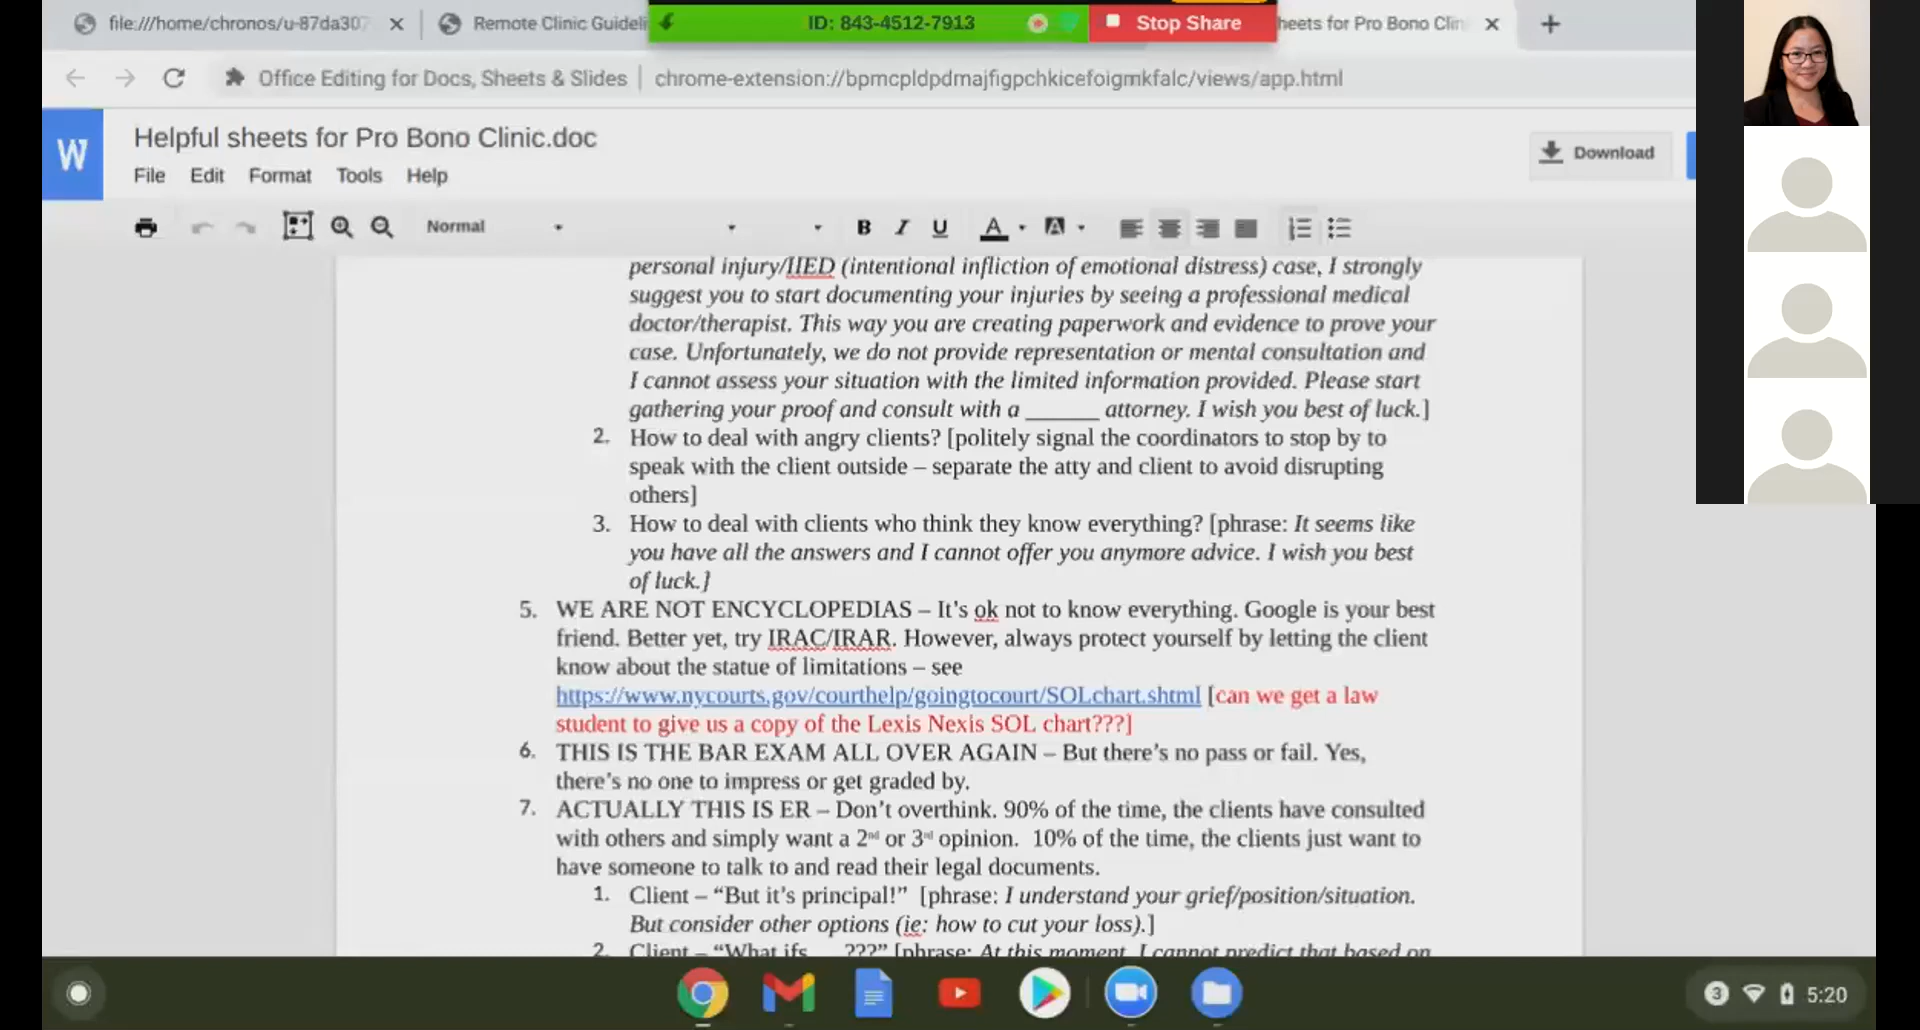 file:///home/chronos/u-87da307
Remote Clinic Guideli
ID: 843-4512-7913
Stop Share
heets for Pro Bono Clin
Office Editing for Docs, Sheets & Slides
chrome-extension://bpmcpldpdmajfigpchkicefoigmkfalc/views/app.html
W
Helpful sheets for Pro Bono Clinic.doc
File Edit Format Tools Help
Download
Normal
B I U A A
personal injury/IIED (intentional infliction of emotional distress) case, I strongly
suggest you to start documenting your injuries by seeing a professional medical
doctor/therapist. This way you are creating paperwork and evidence to prove your
case. Unfortunately, we do not provide representation or mental consultation and
I cannot assess your situation with the limited information provided. Please start
gathering your proof and consult with a ______ attorney. I wish you best of luck.]
2. How to deal with angry clients? [politely signal the coordinators to stop by to
speak with the client outside – separate the atty and client to avoid disrupting
others]
3. How to deal with clients who think they know everything? [phrase: It seems like
you have all the answers and I cannot offer you anymore advice. I wish you best
of luck.]
5. WE ARE NOT ENCYCLOPEDIAS – It's ok not to know everything. Google is your best
friend. Better yet, try IRAC/IRAR. However, always protect yourself by letting the client
know about the statue of limitations – see
https://www.nycourts.gov/courthelp/goingtocourt/SOLchart.shtml [can we get a law
student to give us a copy of the Lexis Nexis SOL chart???]
6. THIS IS THE BAR EXAM ALL OVER AGAIN – But there's no pass or fail. Yes,
there's no one to impress or get graded by.
7. ACTUALLY THIS IS ER – Don't overthink. 90% of the time, the clients have consulted
with others and simply want a 2nd or 3rd opinion. 10% of the time, the clients just want to
have someone to talk to and read their legal documents.
1. Client – “But it's principal!” [phrase: I understand your grief/position/situation.
But consider other options (ie: how to cut your loss).]
2. Client – “What ifs ___???” [phrase: At this moment, I cannot predict that based on
3 5:20